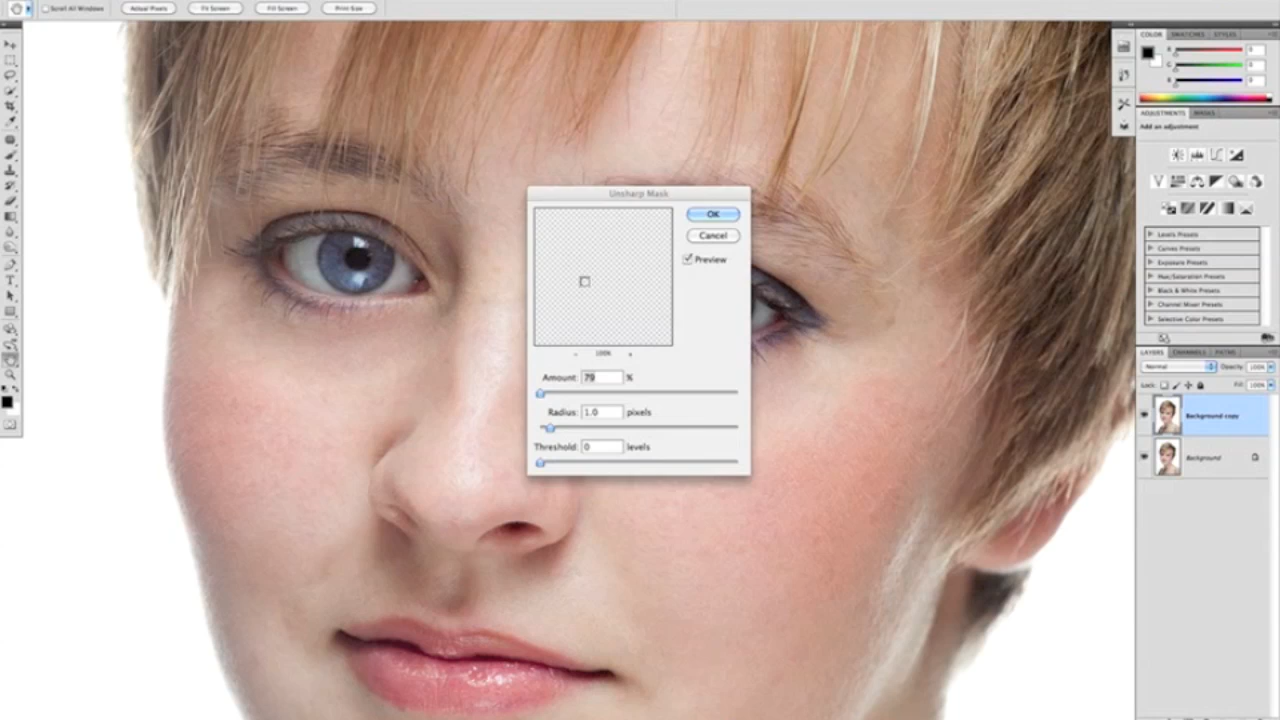 Scroll All Windows
Actual Pixels
Fit Screen
Fill Screen
Print Size
COLOR SWATCHES STYLES
R 0
G 0
B 0
ADJUSTMENTS MASKS
Add an adjustment
Levels Presets
Curves Presets
Exposure Presets
Hue/Saturation Presets
Black & White Presets
Channel Mixer Presets
Selective Color Presets
LAYERS CHANNELS PATHS
Normal Opacity: 100%
Lock: Fill: 100%
Background copy
Background
Unsharp Mask
OK
Cancel
Preview
100%
Amount: 79 %
Radius: 1.0 pixels
Threshold: 0 levels